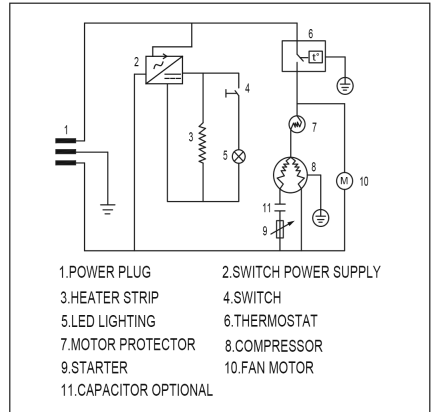 6
t°
2
4
1
3
7
5
8
M
10
11
9
1.POWER PLUG
2.SWITCH POWER SUPPLY
3.HEATER STRIP
4.SWITCH
5.LED LIGHTING
6.THERMOSTAT
7.MOTOR PROTECTOR
8.COMPRESSOR
9.STARTER
10.FAN MOTOR
11.CAPACITOR OPTIONAL